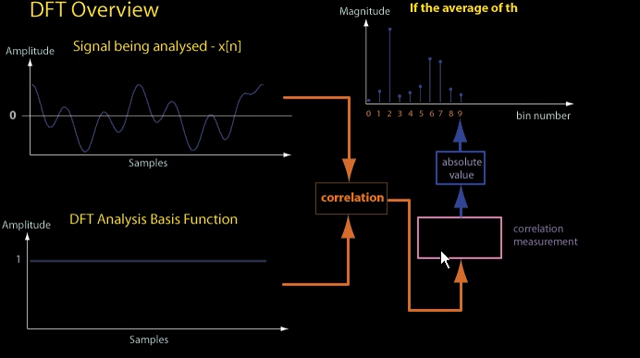 DFT Overview
If the average of th
Signal being analysed - x[n]
Amplitude
0
Samples
Magnitude
0 1 2 3 4 5 6 7 8 9
bin number
absolute
value
correlation
correlation
measurement
DFT Analysis Basis Function
Amplitude
1
Samples